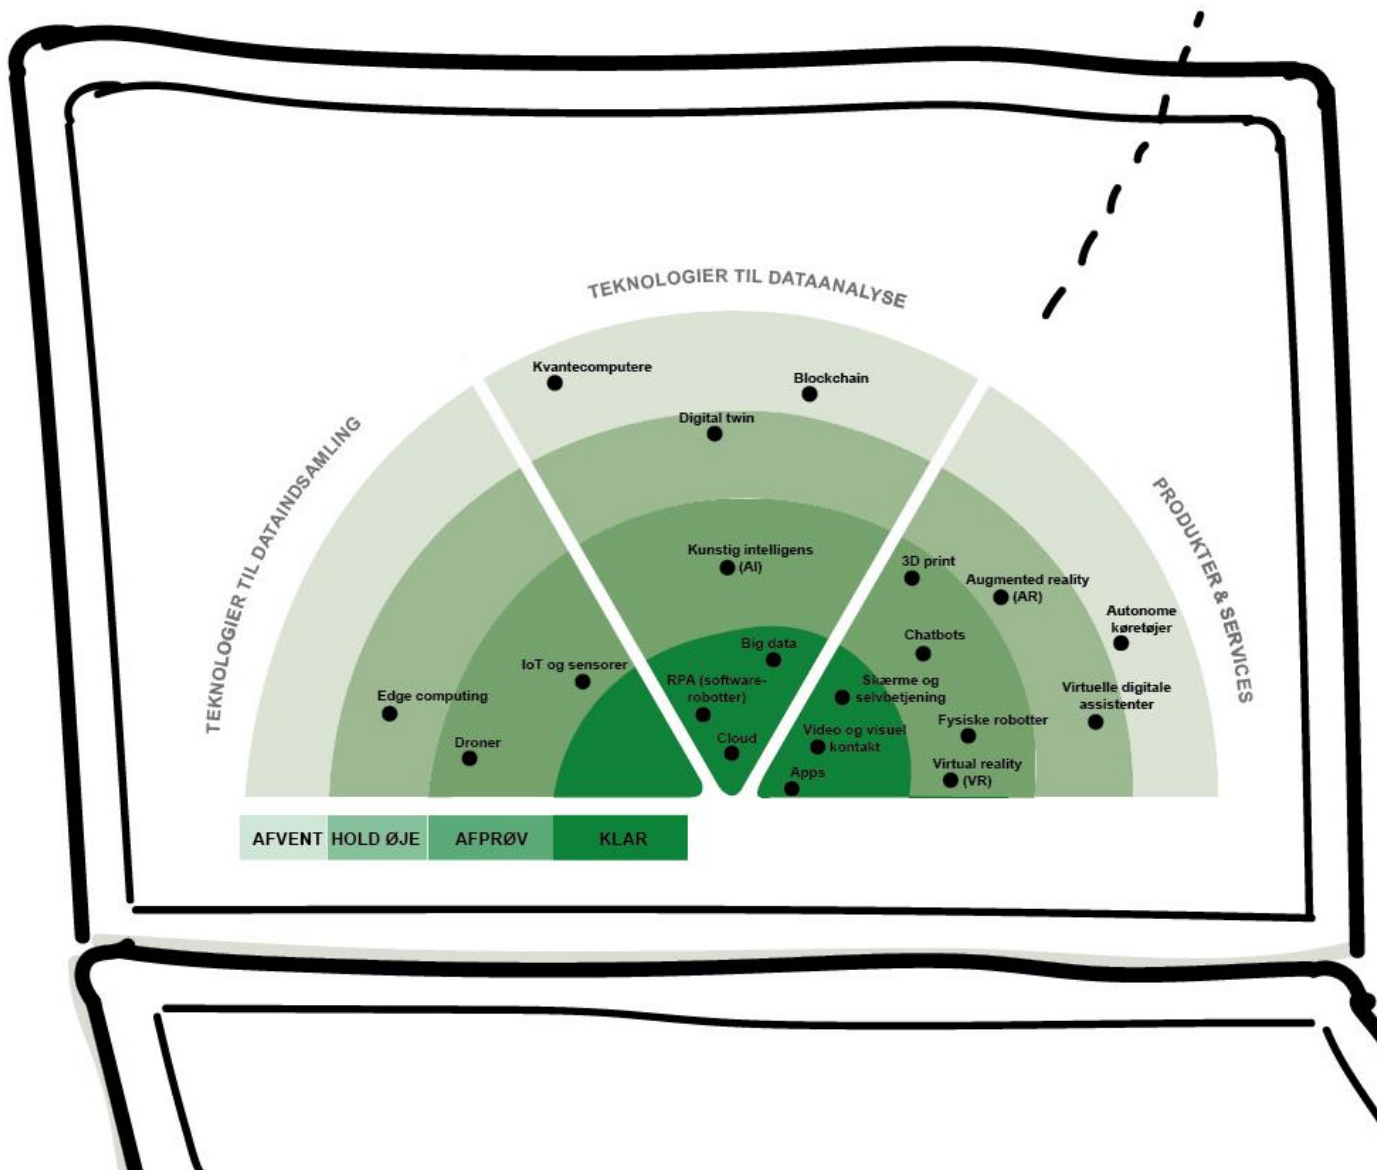 TEKNOLOGIER TIL DATAANALYSE
Kvantecomputere
Blockchain
Digital twin
TEKNOLOGIER TIL DATAINDSAMLING
PRODUKTER & SERVICES
Kunstig intelligens
(AI)
3D print
Augmented reality
(AR)
Autonome
køretøjer
Chatbots
Big data
IoT og sensorer
RPA (software-
robotter)
Skærme og
selvbetjening
Edge computing
Virtuelle digitale
assistenter
Fysiske robotter
Droner
Cloud
Video og visuel
kontakt
Virtual reality
(VR)
Apps
AFVENT
HOLD ØJE
AFPRØV
KLAR